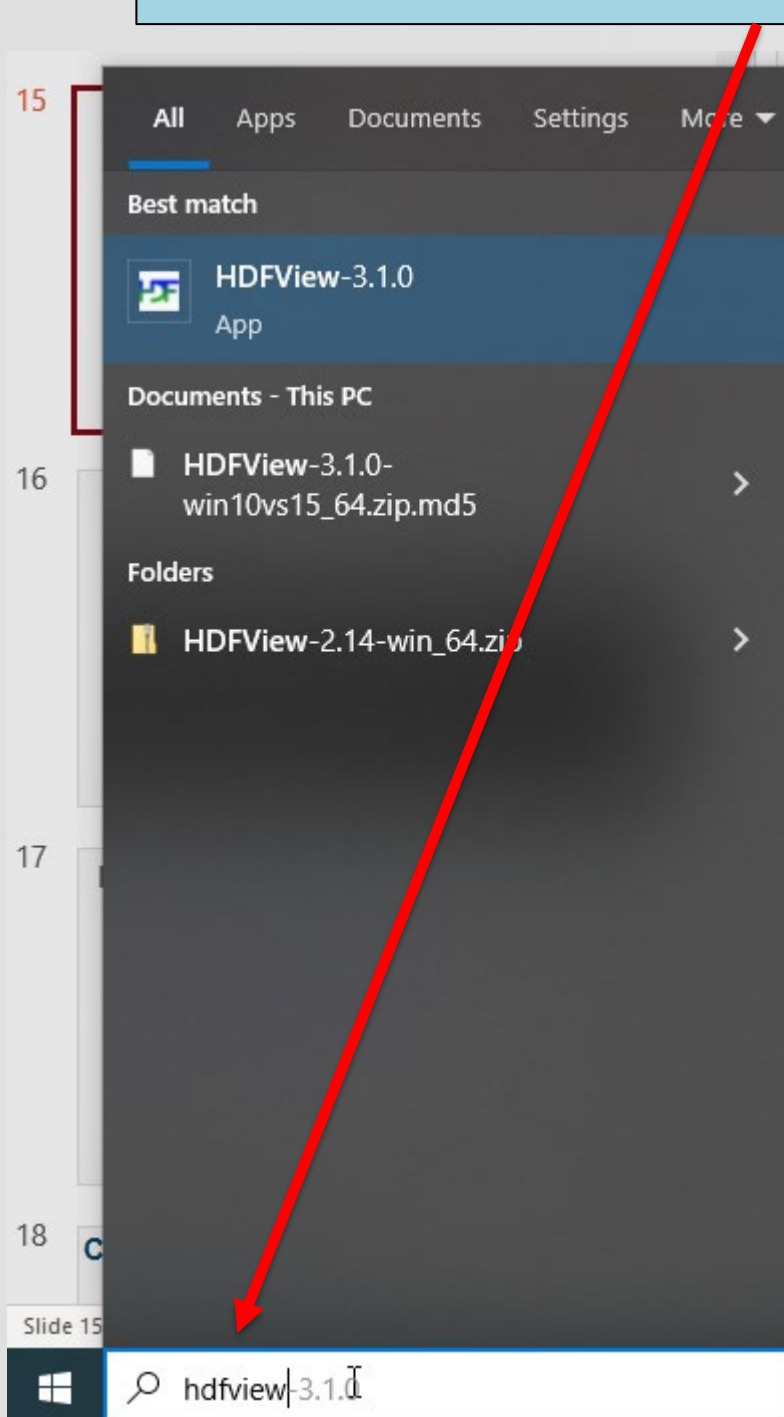 15
All Apps Documents Settings More
Best match
HDF
HDFView-3.1.0
App
Documents - This PC
HDFView-3.1.0-
win10vs15_64.zip.md5
16
Folders
HDFView-2.14-win_64.zip
17
18
C
Slide 15
hdfview-3.1.0